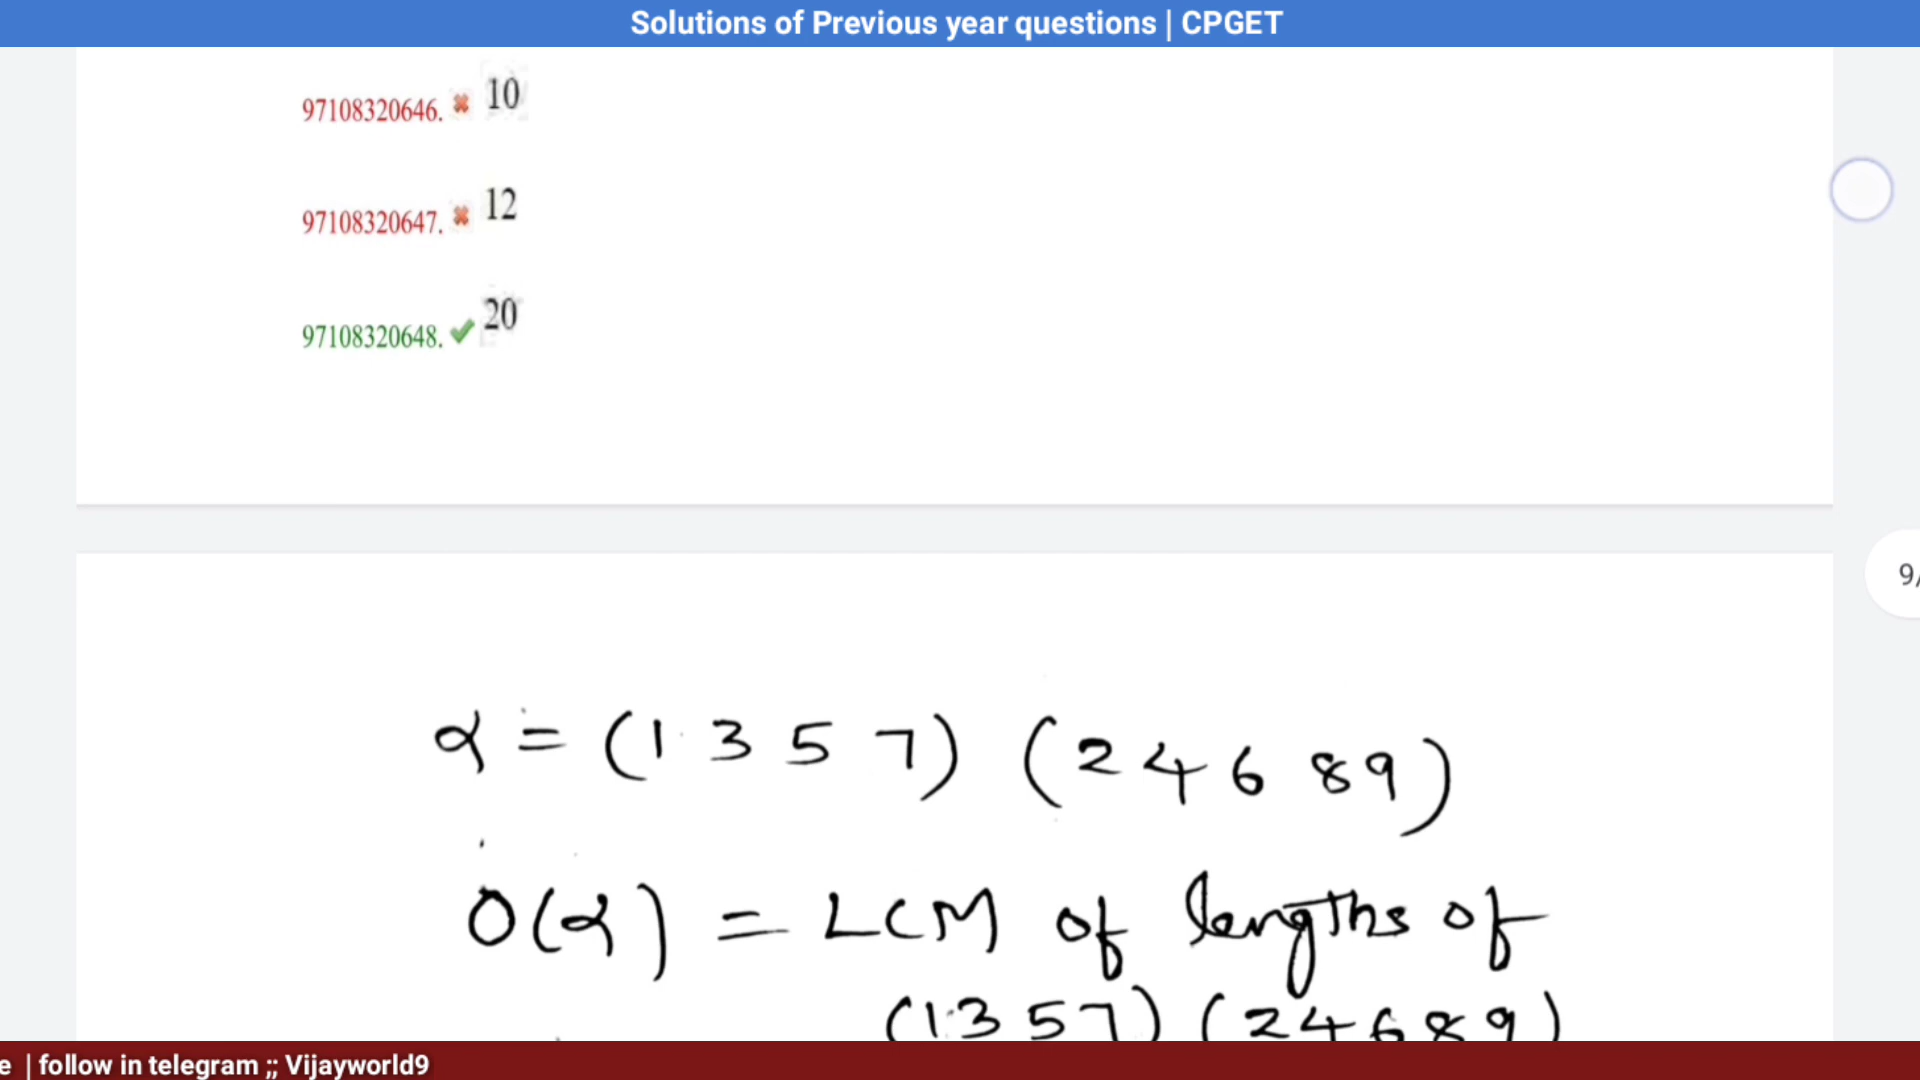 Solutions of Previous year questions | CPGET
97108320646. 10
97108320647. 12
97108320648. 20
9/
α = (1 3 5 7) (2 4 6 8 9)
O(α) = LCM of lengths of
(1 3 5 7) (2 4 6 8 9)
e | follow in telegram ;; Vijayworld9